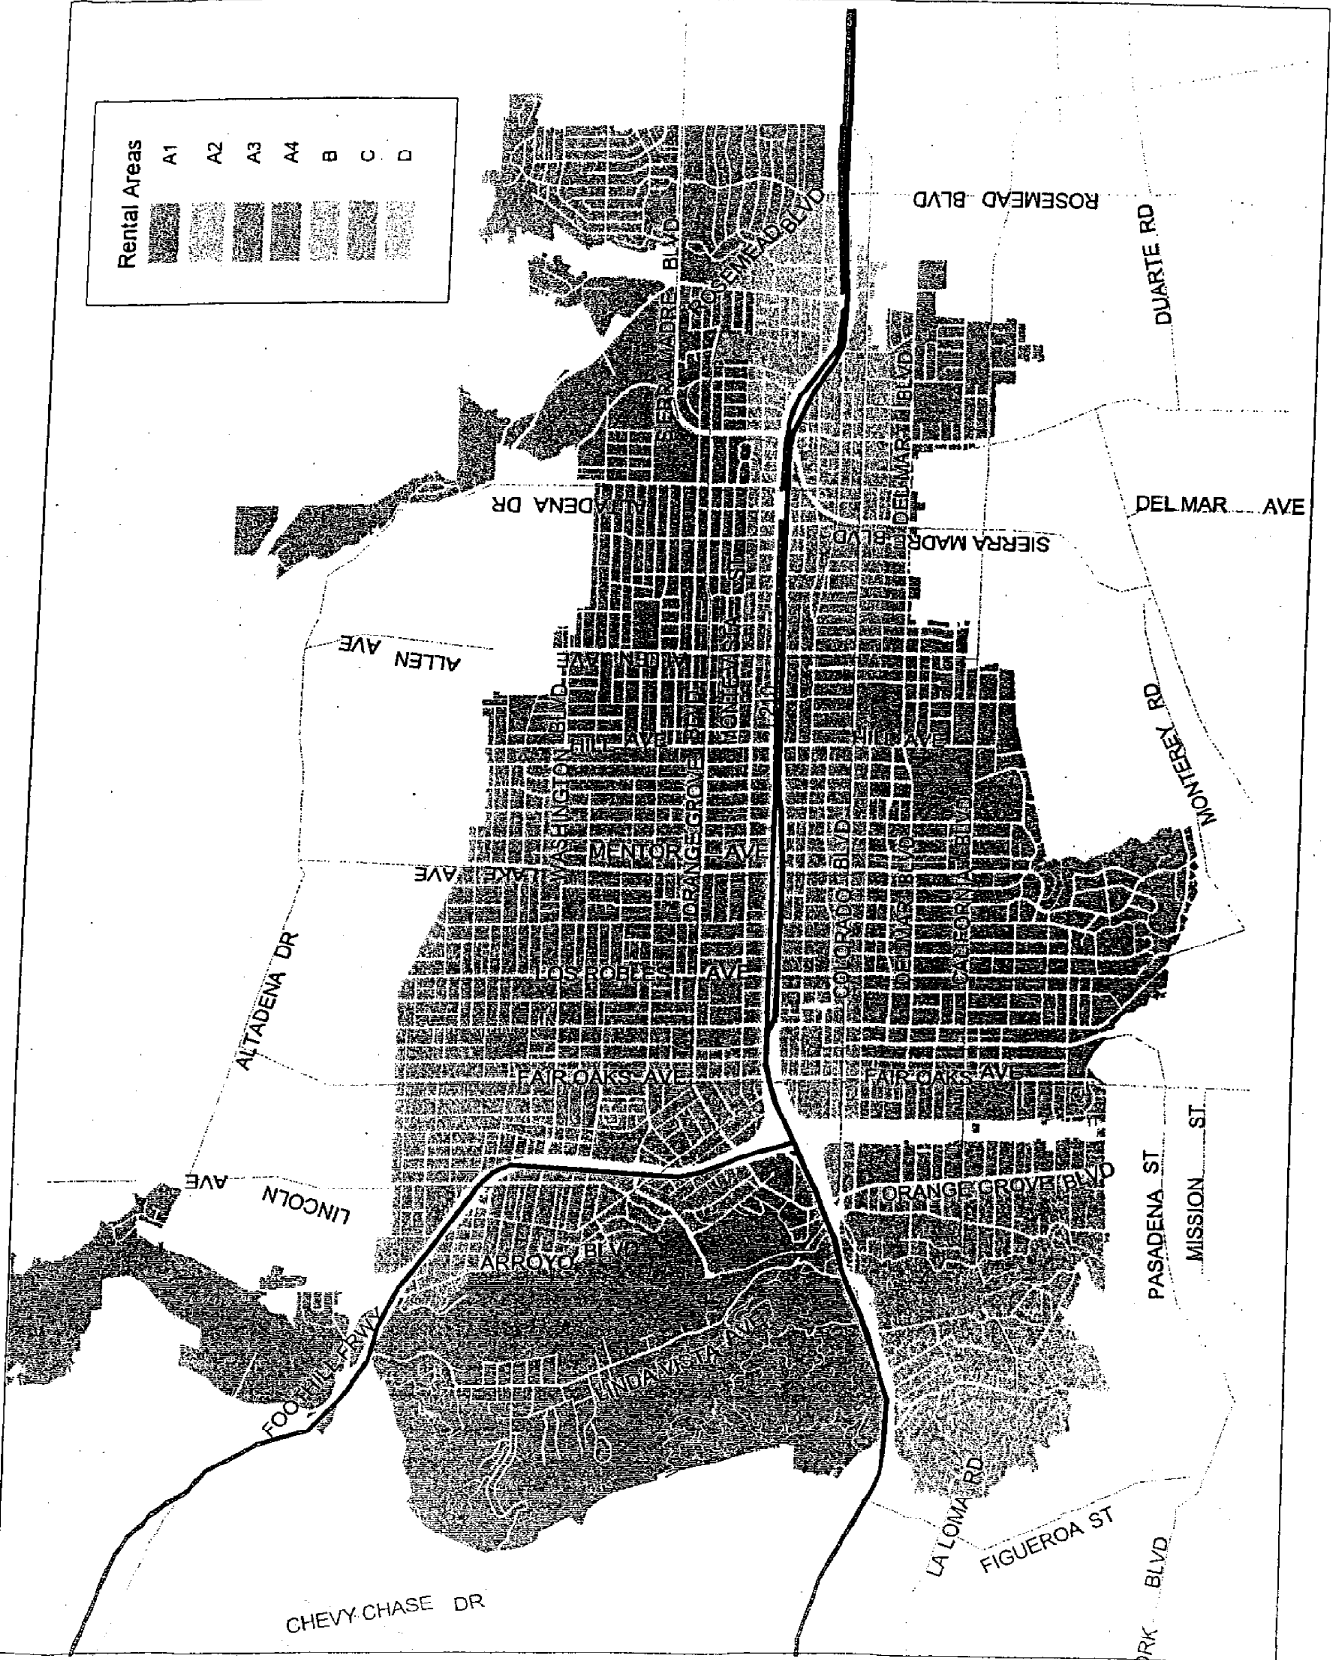 Rental Areas
A1
A2
A3
A4
B
C
D
ROSEMEAD BLVD
ROSEMEAD BLVD
DUARTE RD
SIERRA MADRE BLVD
ALTADENA DR
DEL MAR BLVD
DEL MAR AVE
SIERRA MADRE BLVD
ALLEN AVE
ALLEN AVE
WASHINGTON BLVD
HILL AVE
HILL AVE
210
MONTEREY RD
MENTOR AVE
LAKE AVE
ORANGE GROVE BLVD
COLORADO BLVD
DEL MAR BLVD
CALIFORNIA BLVD
LOS ROBLES AVE
ALTADENA DR
FAIR OAKS AVE
FAIR OAKS AVE
LINCOLN AVE
ORANGE GROVE BLVD
PASADENA ST
MISSION ST
ARROYO BLVD
FOOTHILL FRWY
LINDA VISTA AVE
LA LOMA RD
FIGUEROA ST
CHEVY CHASE DR
BLVD